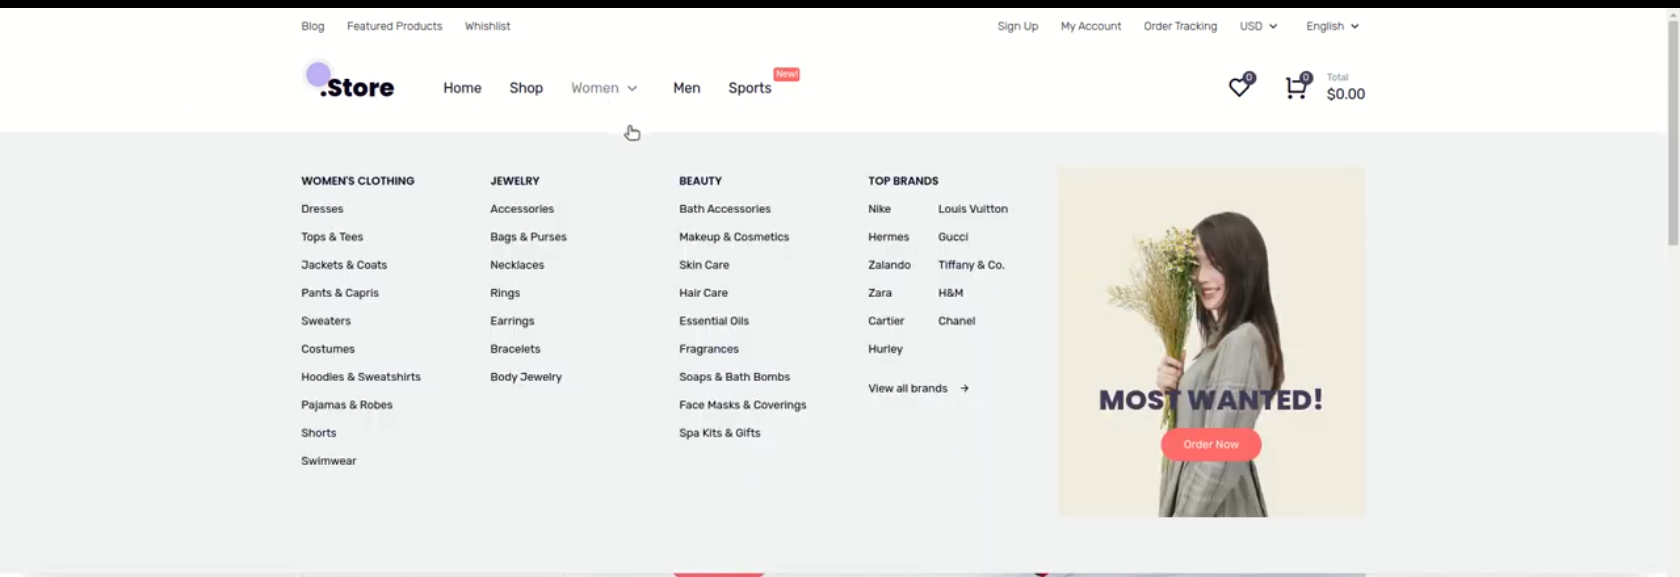 Blog Featured Products Whishlist Sign Up My Account Order Tracking USD English
.Store Home Shop Women Men Sports New! 0 0 Total $0.00
WOMEN'S CLOTHING
Dresses
Tops & Tees
Jackets & Coats
Pants & Capris
Sweaters
Costumes
Hoodies & Sweatshirts
Pajamas & Robes
Shorts
Swimwear
JEWELRY
Accessories
Bags & Purses
Necklaces
Rings
Earrings
Bracelets
Body Jewelry
BEAUTY
Bath Accessories
Makeup & Cosmetics
Skin Care
Hair Care
Essential Oils
Fragrances
Soaps & Bath Bombs
Face Masks & Coverings
Spa Kits & Gifts
TOP BRANDS
Nike Louis Vuitton
Hermes Gucci
Zalando Tiffany & Co.
Zara H&M
Cartier Chanel
Hurley
View all brands →
MOST WANTED!
Order Now